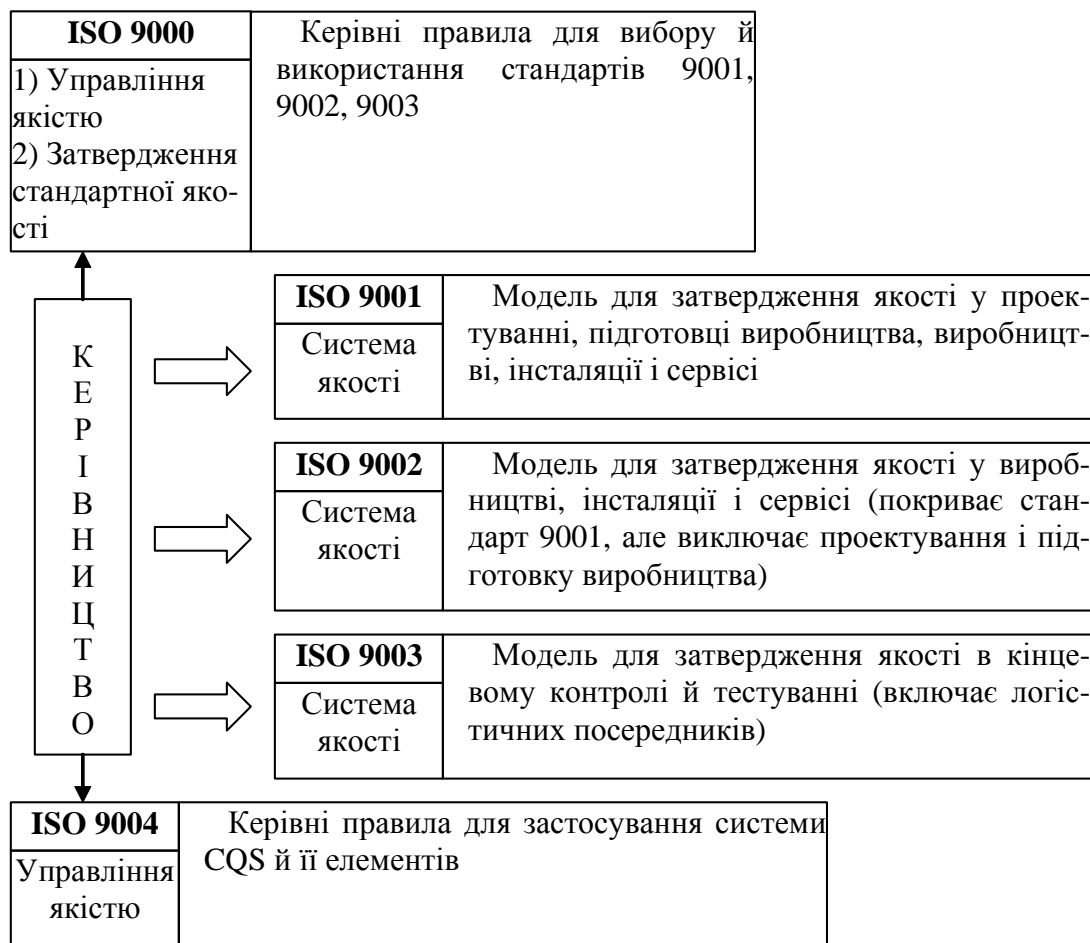 ISO 9000
1) Управління
якістю
2) Затвердження
стандартної яко-
сті
Керівні правила для вибору й
використання стандартів 9001,
9002, 9003
К
Е
Р
І
В
Н
И
Ц
Т
В
О
ISO 9001
Система
якості
Модель для затвердження якості у проек-
туванні, підготовці виробництва, виробницт-
ві, інсталяції і сервісі
ISO 9002
Система
якості
Модель для затвердження якості у вироб-
ництві, інсталяції і сервісі (покриває стан-
дарт 9001, але виключає проектування і під-
готовку виробництва)
ISO 9003
Система
якості
Модель для затвердження якості в кінце-
вому контролі й тестуванні (включає логіс-
тичних посередників)
ISO 9004
Управління
якістю
Керівні правила для застосування системи
CQS й її елементів